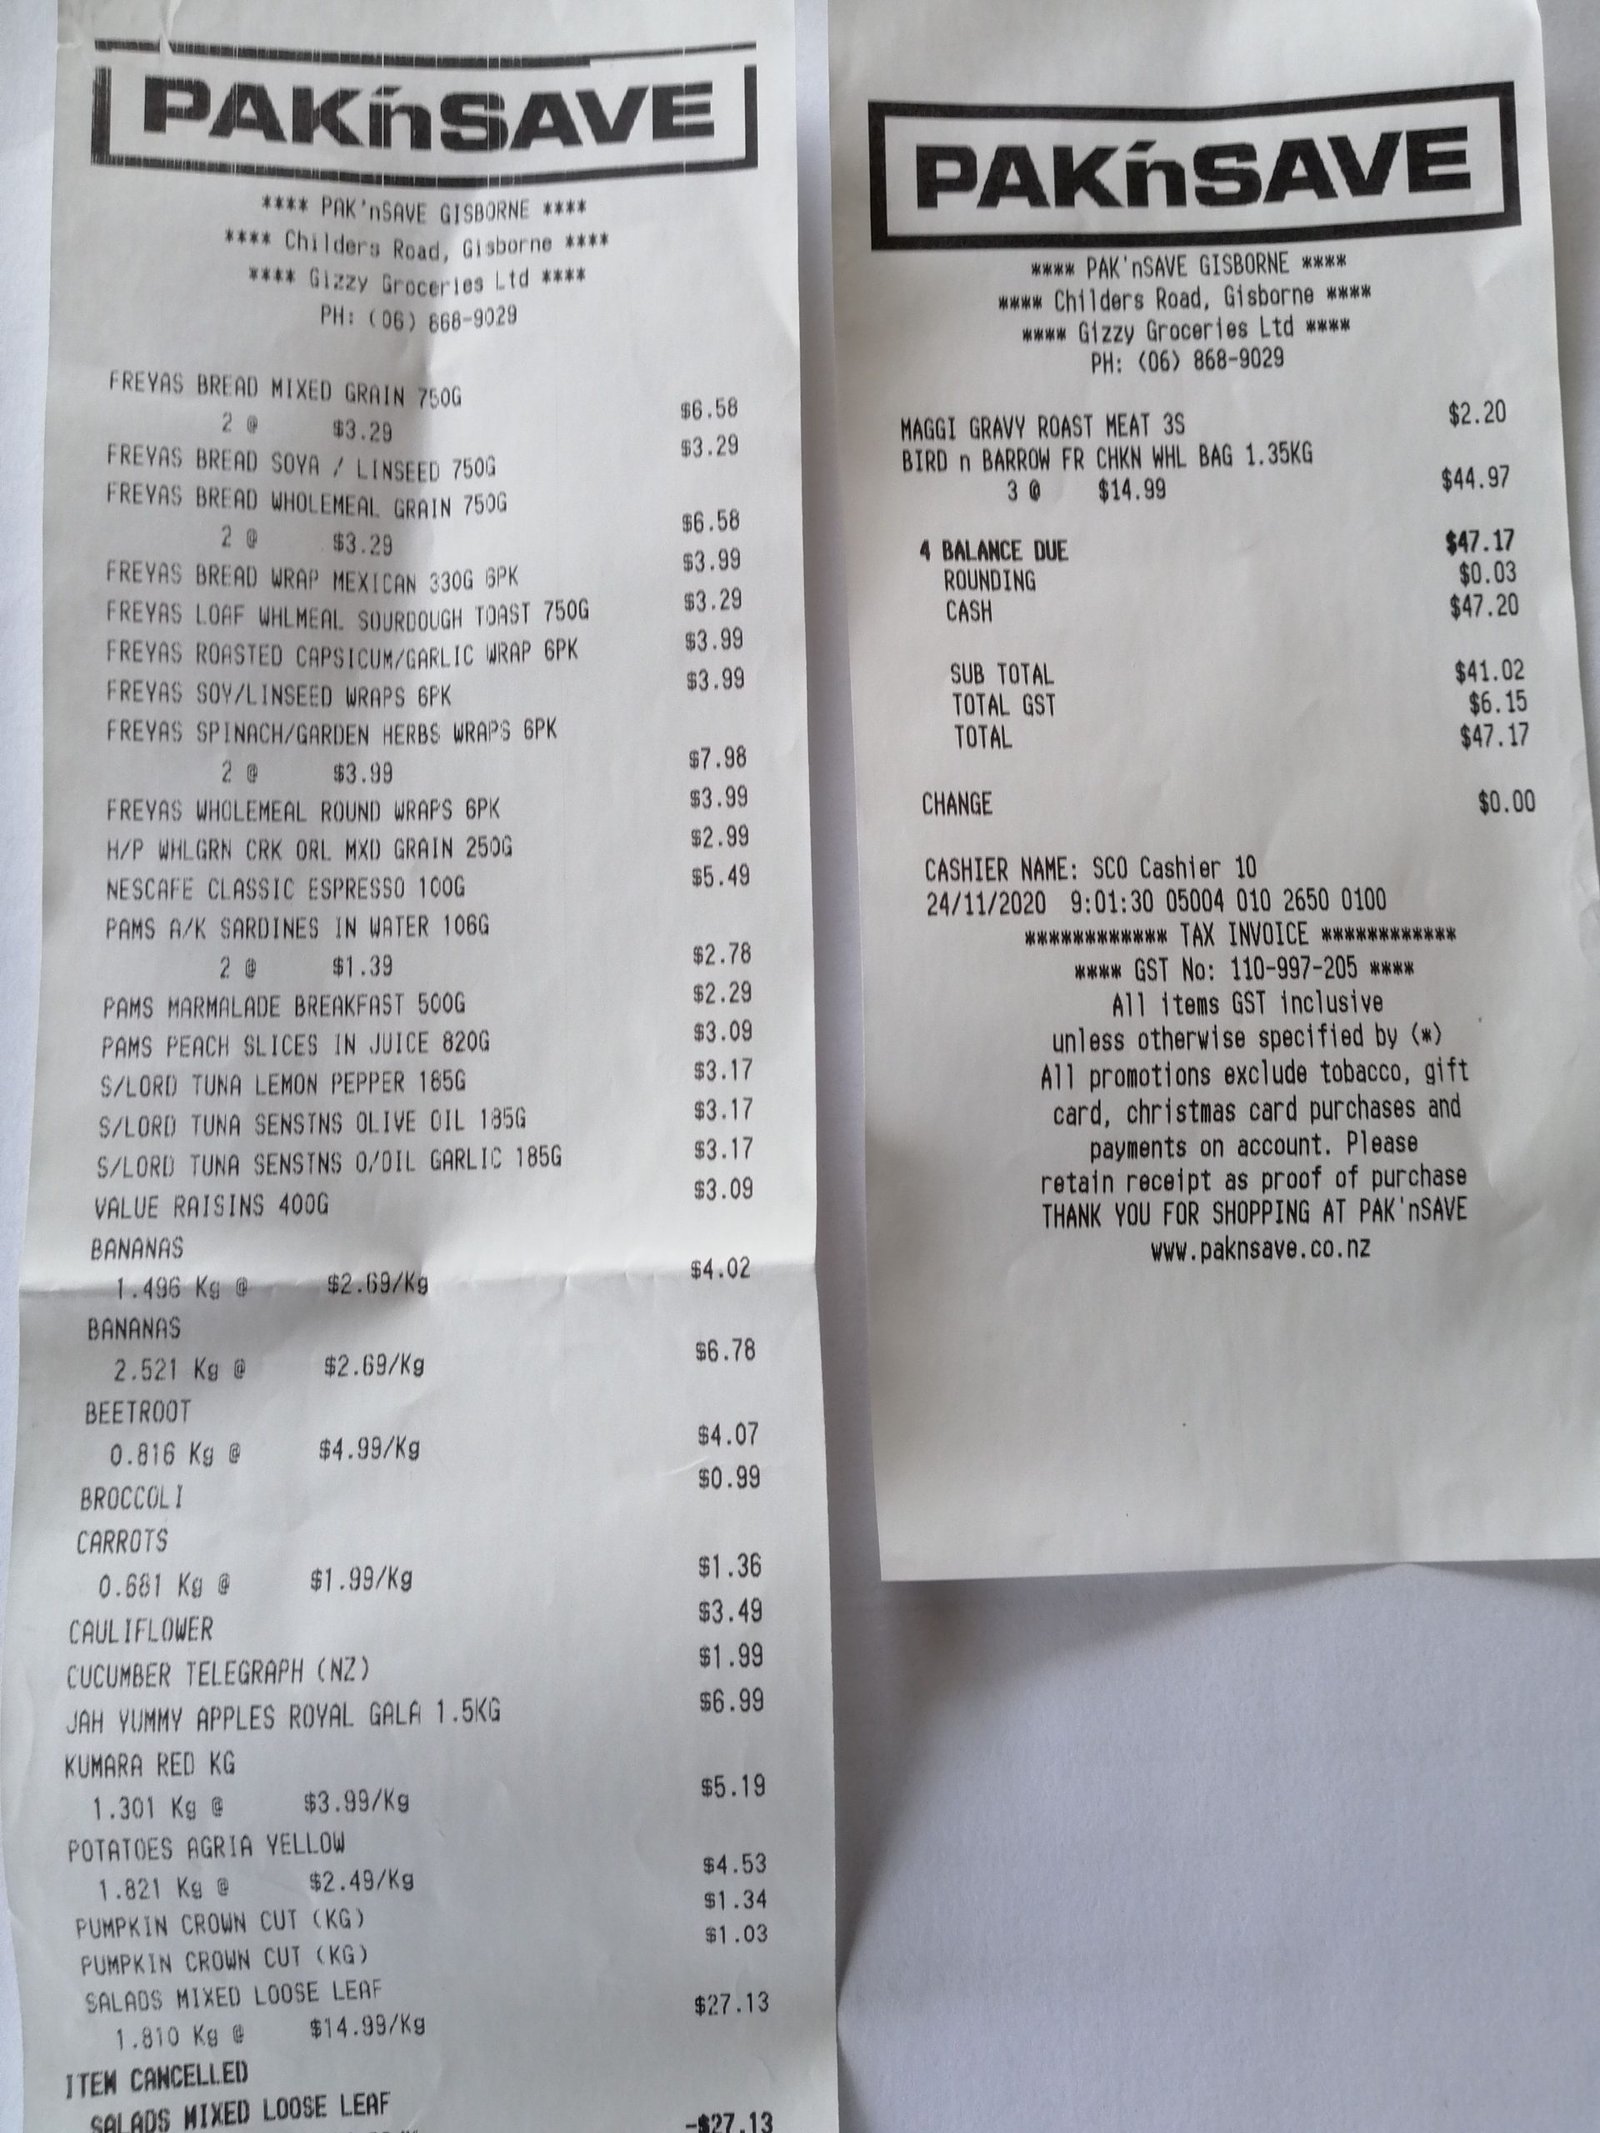 PAK'nSAVE
**** PAK'nSAVE GISBORNE ****
**** Childers Road, Gisborne ****
**** Gizzy Groceries Ltd ****
PH: (06) 868-9029
FREYAS BREAD MIXED GRAIN 750G
2 @ $3.29 $6.58
FREYAS BREAD SOYA / LINSEED 750G $3.29
FREYAS BREAD WHOLEMEAL GRAIN 750G
2 @ $3.29 $6.58
FREYAS BREAD WRAP MEXICAN 330G 6PK $3.99
FREYAS LOAF WHLMEAL SOURDOUGH TOAST 750G $3.29
FREYAS ROASTED CAPSICUM/GARLIC WRAP 6PK $3.99
FREYAS SOY/LINSEED WRAPS 6PK $3.99
FREYAS SPINACH/GARDEN HERBS WRAPS 6PK
2 @ $3.99 $7.98
FREYAS WHOLEMEAL ROUND WRAPS 6PK $3.99
H/P WHLGRN CRK ORL MXD GRAIN 250G $2.99
NESCAFE CLASSIC ESPRESSO 100G $5.49
PAMS A/K SARDINES IN WATER 106G
2 @ $1.39 $2.78
PAMS MARMALADE BREAKFAST 500G $2.29
PAMS PEACH SLICES IN JUICE 820G $3.09
S/LORD TUNA LEMON PEPPER 185G $3.17
S/LORD TUNA SENSTNS OLIVE OIL 185G $3.17
S/LORD TUNA SENSTNS O/OIL GARLIC 185G $3.17
VALUE RAISINS 400G $3.09
BANANAS
1.496 Kg @ $2.69/Kg $4.02
BANANAS
2.521 Kg @ $2.69/Kg $6.78
BEETROOT
0.816 Kg @ $4.99/Kg $4.07
BROCCOLI $0.99
CARROTS
0.681 Kg @ $1.99/Kg $1.36
CAULIFLOWER $3.49
CUCUMBER TELEGRAPH (NZ) $1.99
JAH YUMMY APPLES ROYAL GALA 1.5KG $6.99
KUMARA RED KG
1.301 Kg @ $3.99/Kg $5.19
POTATOES AGRIA YELLOW
1.821 Kg @ $2.49/Kg $4.53
PUMPKIN CROWN CUT (KG) $1.34
PUMPKIN CROWN CUT (KG) $1.03
SALADS MIXED LOOSE LEAF
1.810 Kg @ $14.99/Kg $27.13
ITEM CANCELLED
SALADS MIXED LOOSE LEAF -$27.13
PAK'nSAVE
**** PAK'nSAVE GISBORNE ****
**** Childers Road, Gisborne ****
**** Gizzy Groceries Ltd ****
PH: (06) 868-9029
MAGGI GRAVY ROAST MEAT 3S $2.20
BIRD n BARROW FR CHKN WHL BAG 1.35KG
3 @ $14.99 $44.97
4 BALANCE DUE $47.17
ROUNDING $0.03
CASH $47.20
SUB TOTAL $41.02
TOTAL GST $6.15
TOTAL $47.17
CHANGE $0.00
CASHIER NAME: SCO Cashier 10
24/11/2020 9:01:30 05004 010 2650 0100
************ TAX INVOICE ************
**** GST No: 110-997-205 ****
All items GST inclusive
unless otherwise specified by (*)
All promotions exclude tobacco, gift
card, christmas card purchases and
payments on account. Please
retain receipt as proof of purchase
THANK YOU FOR SHOPPING AT PAK'nSAVE
www.paknsave.co.nz